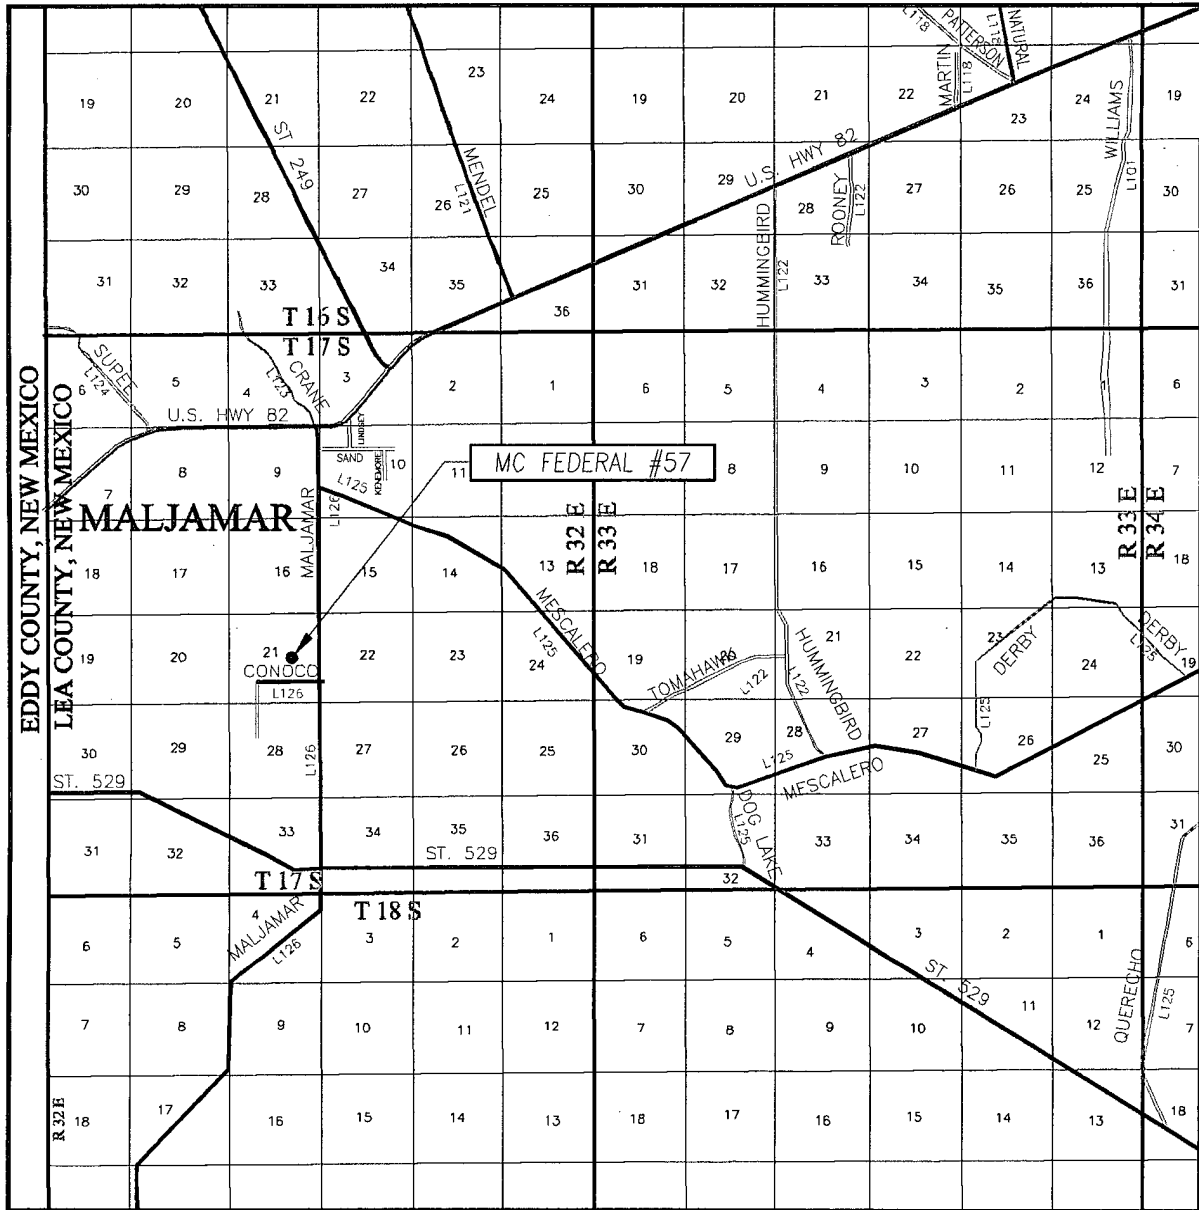 23
19 20 21 22 24 19 20 21 22 23 24 19
PATTERSON
L118
L118
NATURAL
MARTIN
L118
WILLIAMS
L101
ST. 249
MENDEL
L121
U.S. HWY 82
ROONEY
L122
HUMMINGBIRD
L122
30 29 28 27 26 25 30 29 28 27 26 25 30
31 32 33 34 35 36 31 32 33 34 35 36 31
T 16 S
T 17 S
SUPEE
L124
CRANE
L123
6 5 4 3 2 1 6 5 4 3 2 1 6
U.S. HWY 82
LINDSEY
SAND
KENEMORE
L125
MC FEDERAL #57
7 8 9 10 11 8 9 10 11 12 7
MALJAMAR
MALJAMAR
L126
R 32 E
R 33 E
R 33 E
R 34 E
EDDY COUNTY, NEW MEXICO
LEA COUNTY, NEW MEXICO
18 17 16 15 14 13 18 17 16 15 14 13 18
MESCALERO
L125
HUMMINGBIRD
L122
DERBY
L125
DERBY
L125
19 20 21 22 23 24 19 21 22 23 24 19
CONOCO
L126
TOMAHAWK
L122
30 29 28 27 26 25 30 29 28 27 26 25 30
L126
L125
MESCALERO
ST. 529
DOG LAKE
L125
31 32 33 34 35 36 31 32 33 34 35 36 31
ST. 529
T 17 S
T 18 S
MALJAMAR
L126
6 5 4 3 2 1 6 5 4 3 2 1 6
ST. 529
QUERECHO
L125
7 8 9 10 11 12 7 8 9 10 11 12 7
R 32 E
18 17 16 15 14 13 18 17 16 15 14 13 18